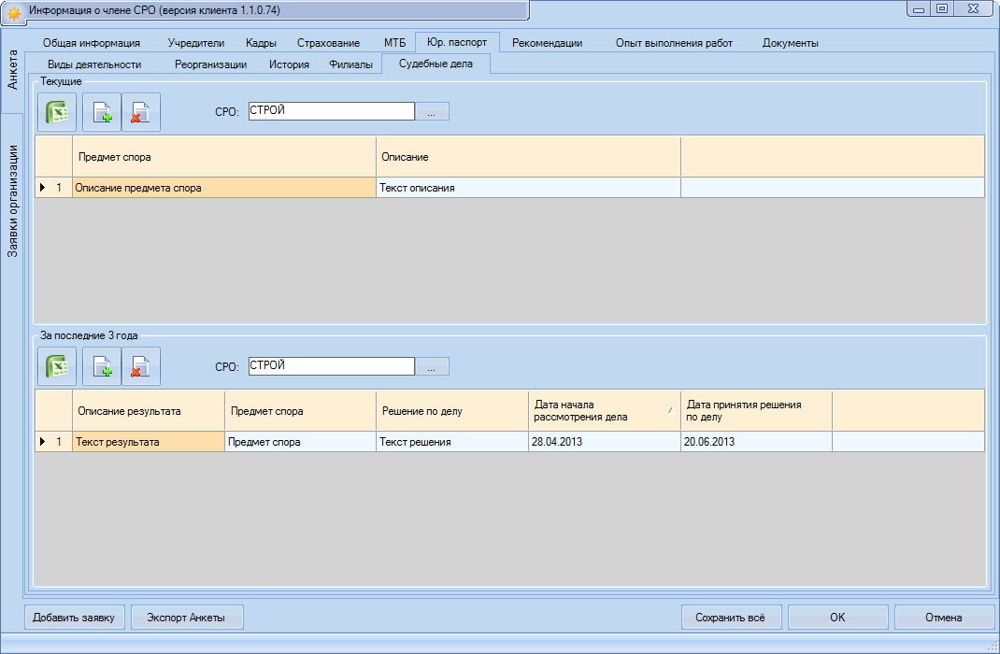 Информация о члене СРО (версия клиента 1.1.0.74)
Общая информация Учредители Кадры Страхование МТБ Юр. паспорт Рекомендации Опыт выполнения работ Документы
Виды деятельности Реорганизации История Филиалы Судебные дела
Анкета
Заявки организации
Текущие
СРО: СТРОЙ ...
Предмет спора Описание
1 Описание предмета спора Текст описания
За последние 3 года
СРО: СТРОЙ ...
Описание результата Предмет спора Решение по делу Дата начала рассмотрения дела Дата принятия решения по делу
1 Текст результата Предмет спора Текст решения 28.04.2013 20.06.2013
Добавить заявку Экспорт Анкеты Сохранить всё OK Отмена